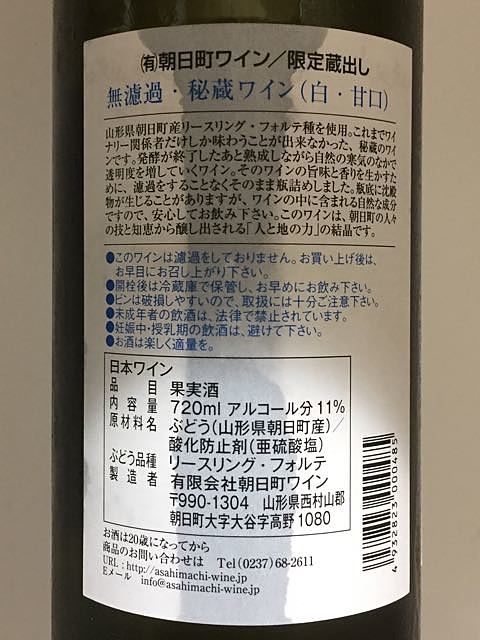 ㈲朝日町ワイン／限定蔵出し
無濾過・秘蔵ワイン(白・甘口)
山形県朝日町産リースリング・フォルテ種を使用。これまでワイ
ナリー関係者だけしか味わうことが出来なかった、秘蔵のワイ
ンです。発酵が終了したあと熟成しながら自然の寒気のなかで
透明度を増していくワイン。そのワインの旨味と香りを生かすた
めに、濾過をすることなくそのまま瓶詰めしました。瓶底に沈殿
物が生じることがありますが、ワインの中に含まれる自然な成分
ですので、安心してお飲み下さい。このワインは、朝日町の人々
の技と知恵から醸し出される「人と地の力」の結晶です。
●このワインは濾過をしておりません。お買い上げ後は、
お早目にお召し上がり下さい。
●開栓後は冷蔵庫で保管し、お早めにお飲み下さい。
●ビンは破損しやすいので、取扱には十分ご注意下さい。
●未成年者の飲酒は、法律で禁止されています。
●妊娠中・授乳期の飲酒は、避けて下さい。
●お酒は楽しく適量を。
日本ワイン
品目 果実酒
内容量 720ml アルコール分11%
原材料名 ぶどう(山形県朝日町産)／
酸化防止剤(亜硫酸塩)
ぶどう品種 リースリング・フォルテ
製造者 有限会社朝日町ワイン
〒990-1304 山形県西村山郡
朝日町大字大谷字高野1080
お酒は20歳になってから
商品のお問い合わせは Tel(0237)68-2611
URL：http://asahimachi-wine.jp
Eメール info@asahimachi-wine.jp
4932823000485